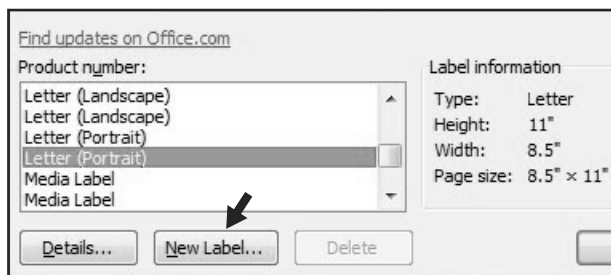 Find updates on Office.com
Product number:
Letter (Landscape)
Letter (Landscape)
Letter (Portrait)
Letter (Portrait)
Media Label
Media Label
Label information
Type: Letter
Height: 11"
Width: 8.5"
Page size: 8.5" × 11"
Details...
New Label...
Delete